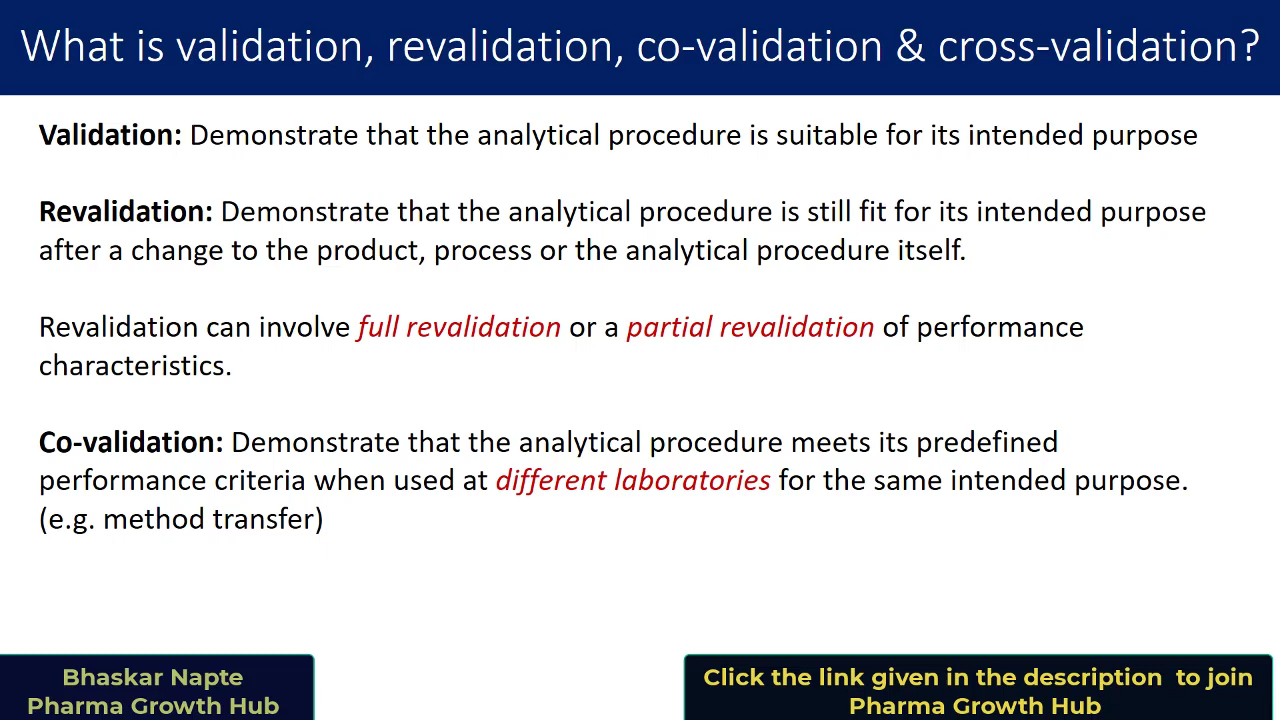 What is validation, revalidation, co-validation & cross-validation?
Validation: Demonstrate that the analytical procedure is suitable for its intended purpose
Revalidation: Demonstrate that the analytical procedure is still fit for its intended purpose
after a change to the product, process or the analytical procedure itself.
Revalidation can involve full revalidation or a partial revalidation of performance
characteristics.
Co-validation: Demonstrate that the analytical procedure meets its predefined
performance criteria when used at different laboratories for the same intended purpose.
(e.g. method transfer)
Bhaskar Napte
Pharma Growth Hub
Click the link given in the description to join
Pharma Growth Hub